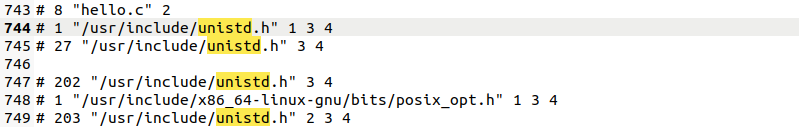 743 # 8 "hello.c" 2
744 # 1 "/usr/include/unistd.h" 1 3 4
745 # 27 "/usr/include/unistd.h" 3 4
746
747 # 202 "/usr/include/unistd.h" 3 4
748 # 1 "/usr/include/x86_64-linux-gnu/bits/posix_opt.h" 1 3 4
749 # 203 "/usr/include/unistd.h" 2 3 4